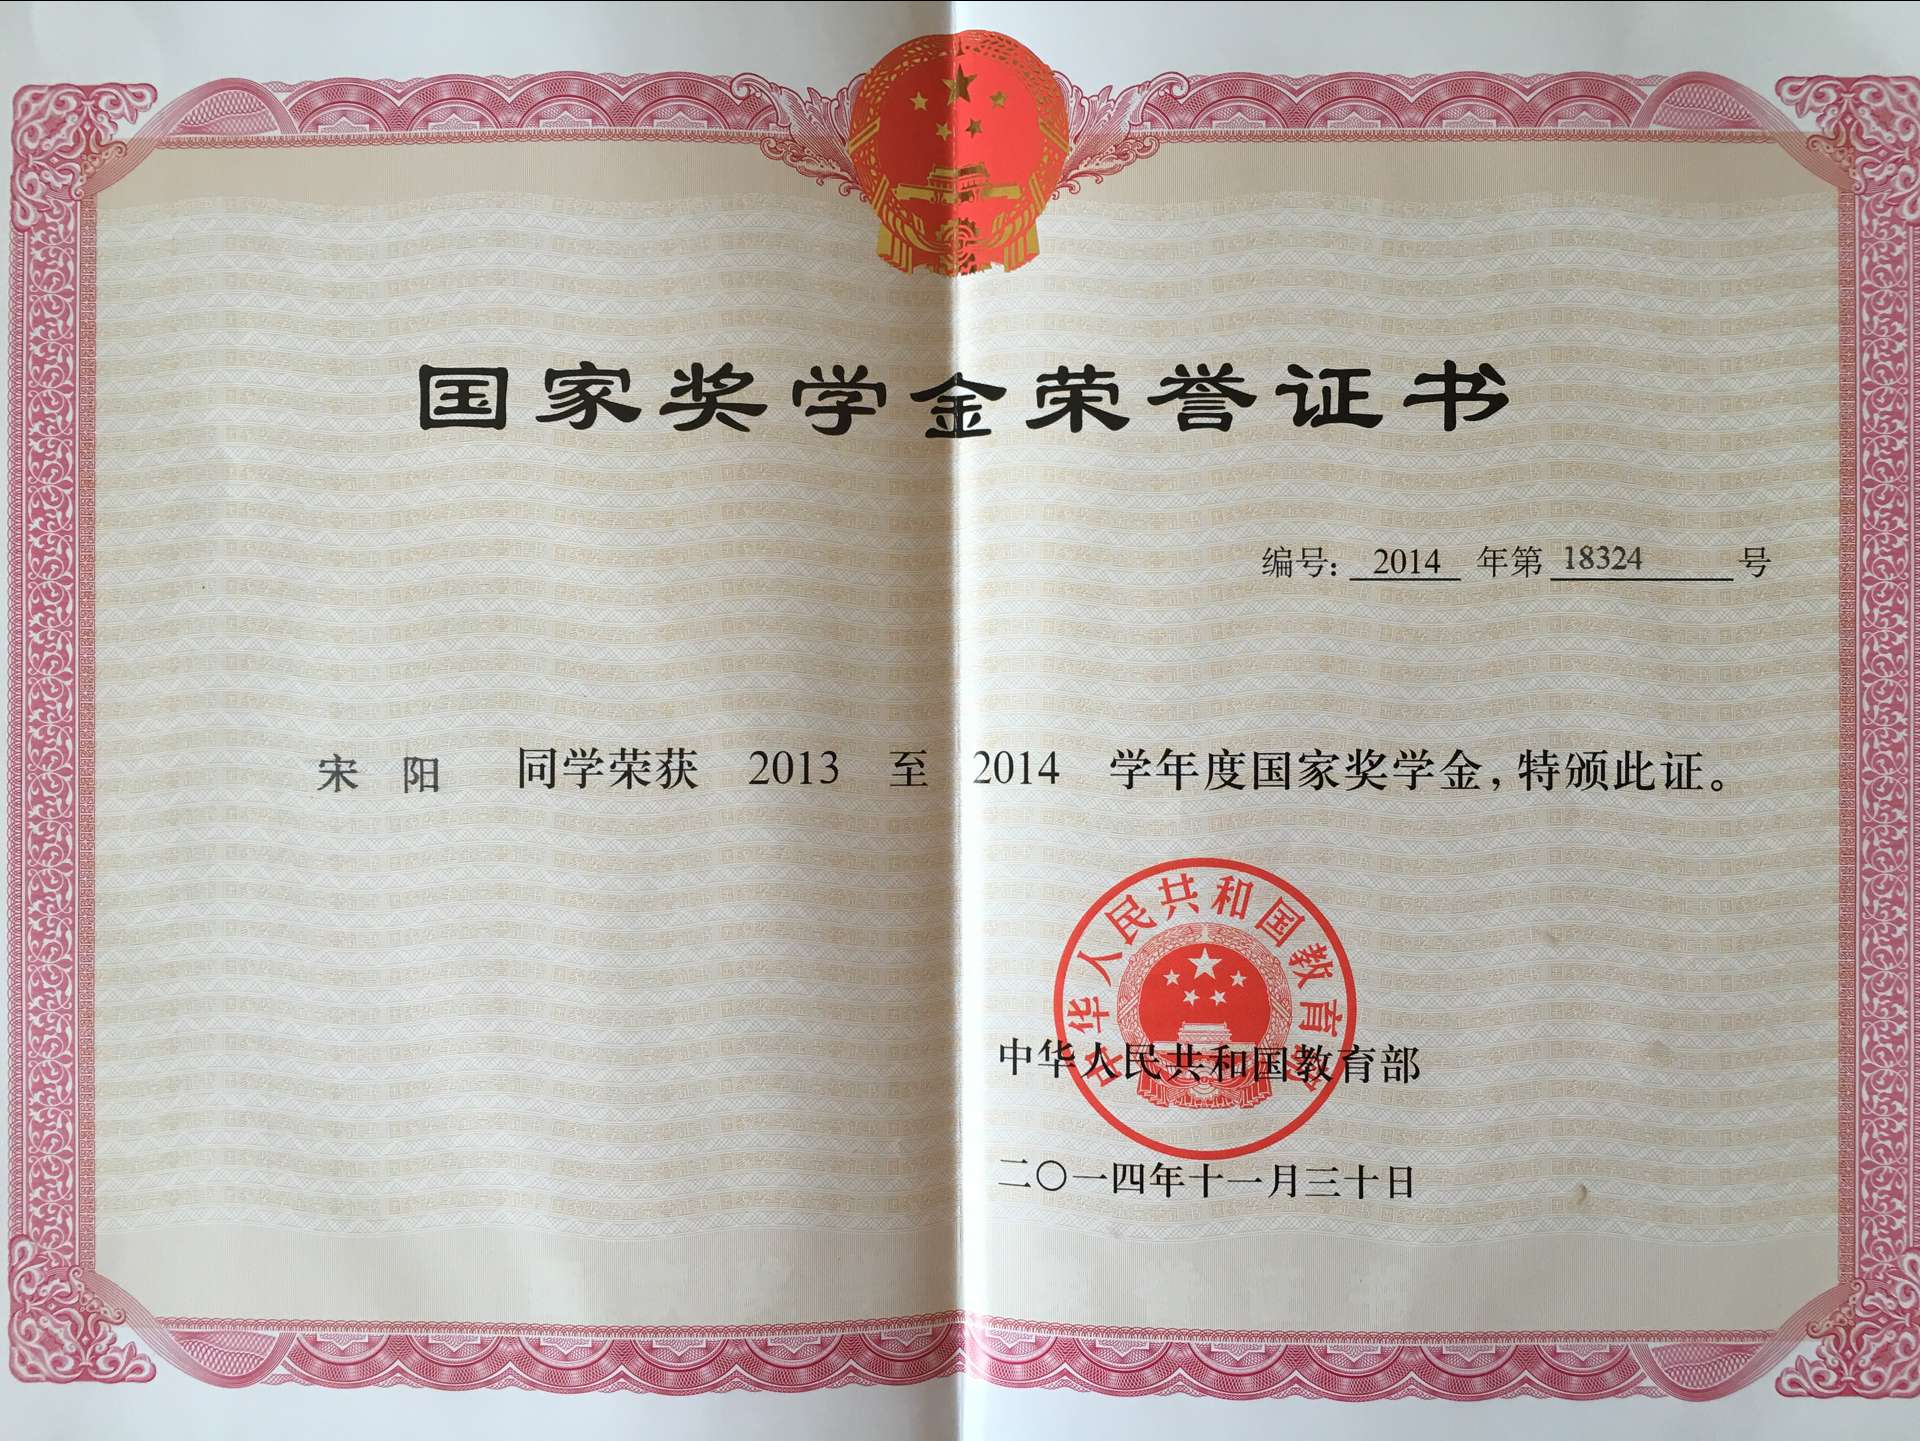 国家奖学金荣誉证书
编号: 2014 年第 18324 号
宋 阳 同学荣获 2013 至 2014 学年度国家奖学金,特颁此证。
中华人民共和国教育部
中华人民共和国教育部
二〇一四年十一月三十日